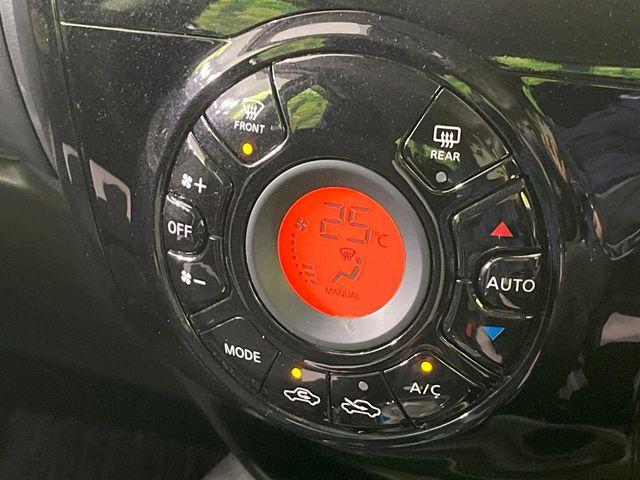 FRONT
REAR
+
OFF
-
25°C
MANUAL
AUTO
MODE
A/C